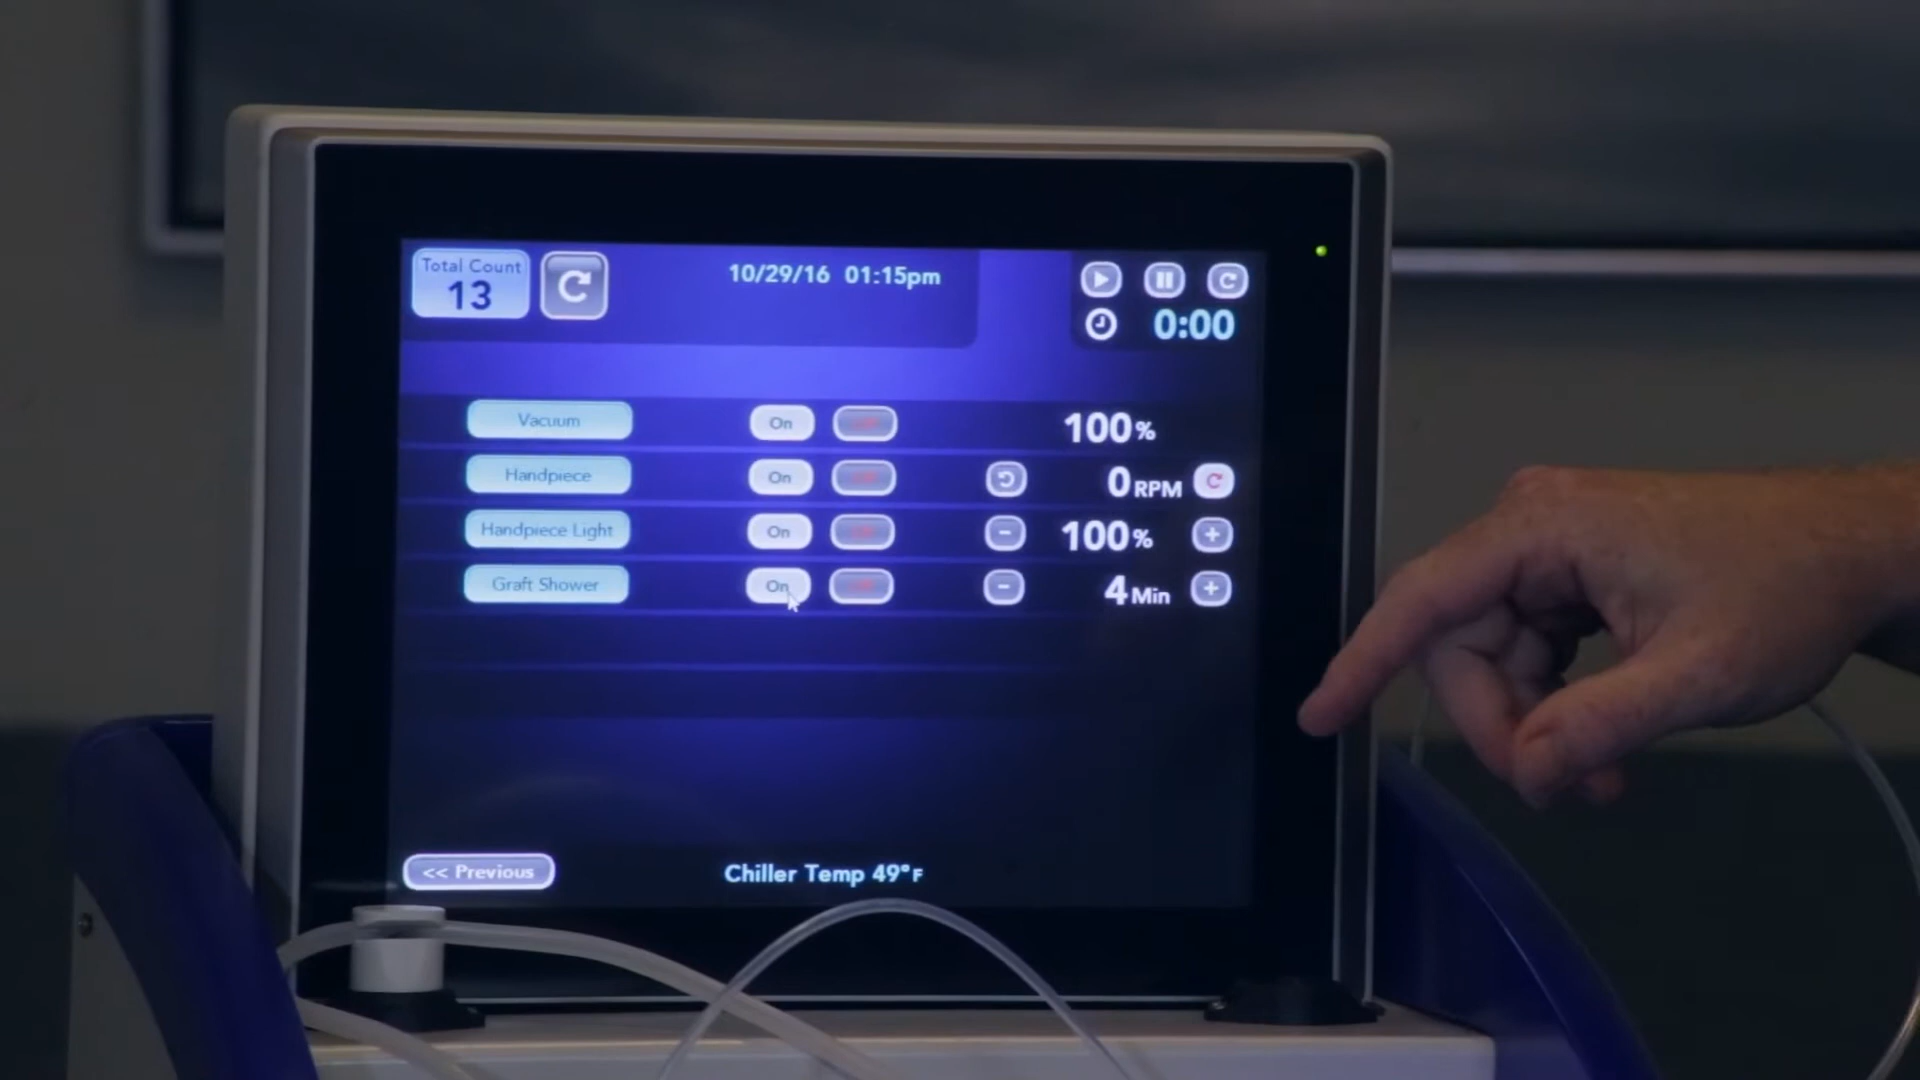 Total Count
13
10/29/16 01:15pm
0:00
Vacuum On 100%
Handpiece On 0 RPM
Handpiece Light On 100%
Graft Shower On 4 Min
<< Previous
Chiller Temp 49°F